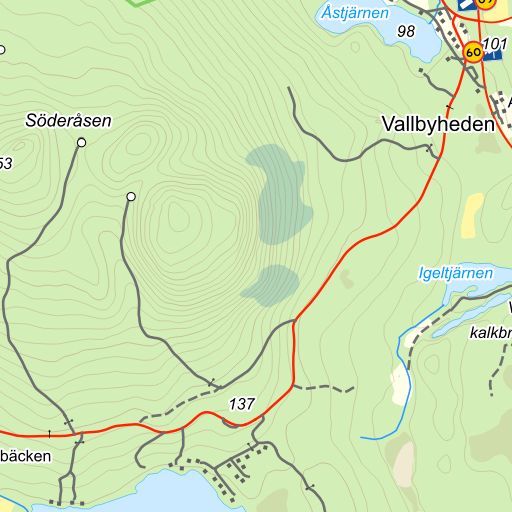 Åstjärnen
98
101
60
Söderåsen
Vallbyheden
53
Igeltjärnen
kalkbr
137
bäcken